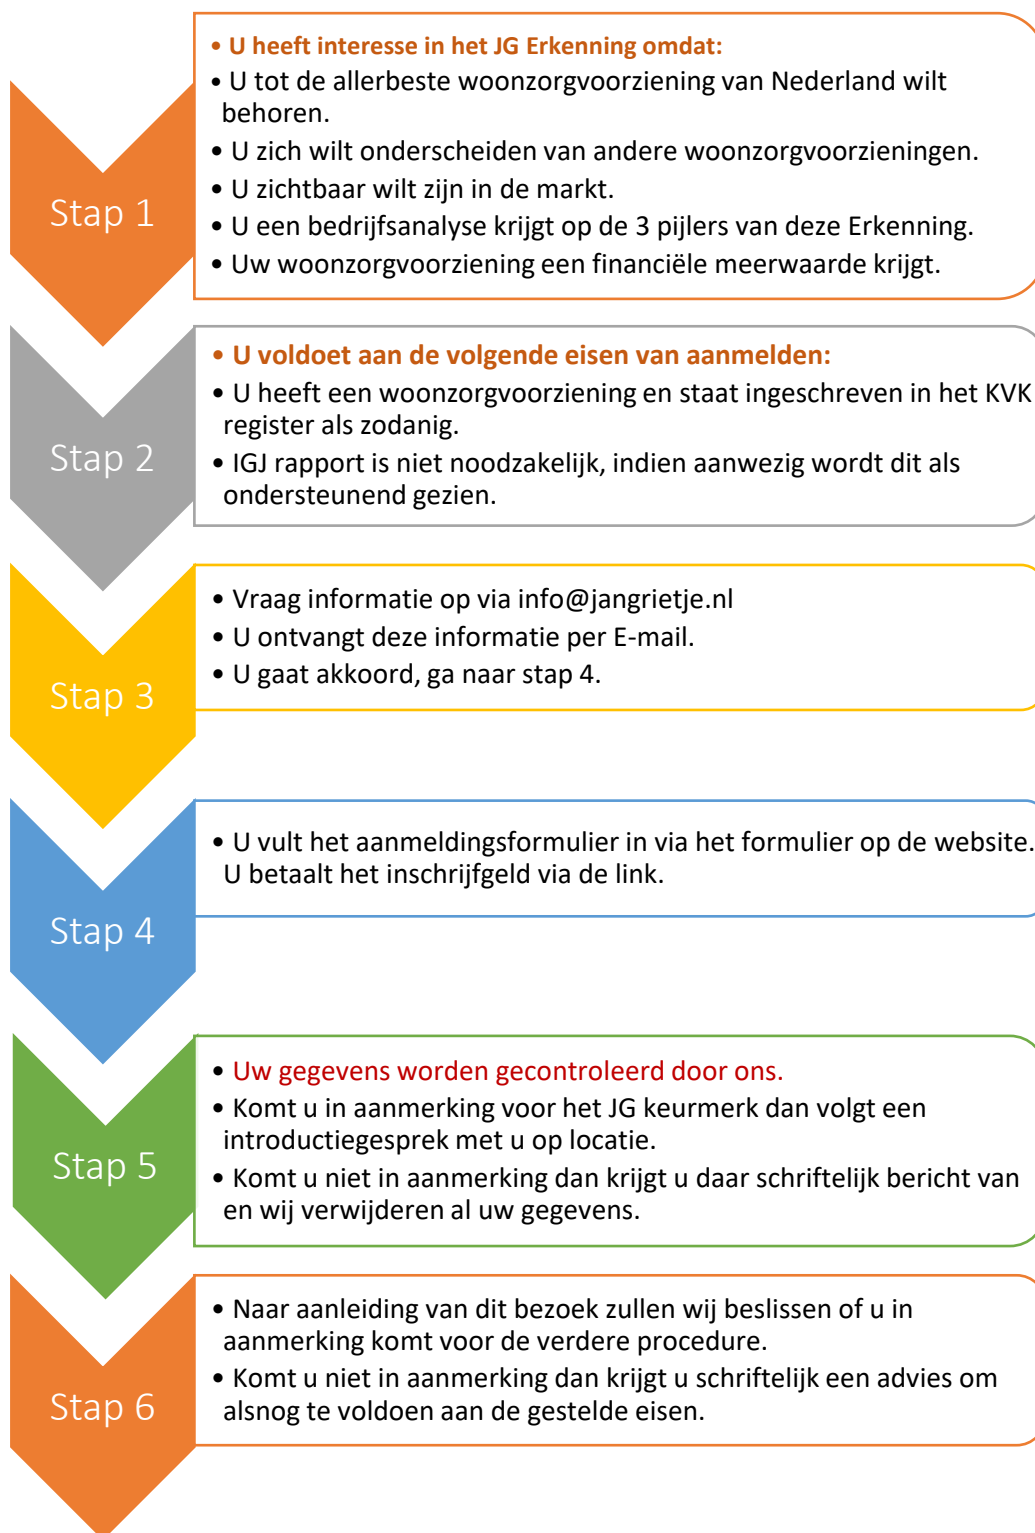 • U heeft interesse in het JG Erkenning omdat:
• U tot de allerbeste woonzorgvoorziening van Nederland wilt
behoren.
• U zich wilt onderscheiden van andere woonzorgvoorzieningen.
Stap 1
• U zichtbaar wilt zijn in de markt.
• U een bedrijfsanalyse krijgt op de 3 pijlers van deze Erkenning.
• Uw woonzorgvoorziening een financiële meerwaarde krijgt.
• U voldoet aan de volgende eisen van aanmelden:
• U heeft een woonzorgvoorziening en staat ingeschreven in het KVK
register als zodanig.
Stap 2
• IGJ rapport is niet noodzakelijk, indien aanwezig wordt dit als
ondersteunend gezien.
• Vraag informatie op via info@jangrietje.nl
• U ontvangt deze informatie per E-mail.
• U gaat akkoord, ga naar stap 4.
Stap 3
• U vult het aanmeldingsformulier in via het formulier op de website.
U betaalt het inschrijfgeld via de link.
Stap 4
• Uw gegevens worden gecontroleerd door ons.
• Komt u in aanmerking voor het JG keurmerk dan volgt een
introductiegesprek met u op locatie.
Stap 5
• Komt u niet in aanmerking dan krijgt u daar schriftelijk bericht van
en wij verwijderen al uw gegevens.
• Naar aanleiding van dit bezoek zullen wij beslissen of u in
aanmerking komt voor de verdere procedure.
• Komt u niet in aanmerking dan krijgt u schriftelijk een advies om
alsnog te voldoen aan de gestelde eisen.
Stap 6